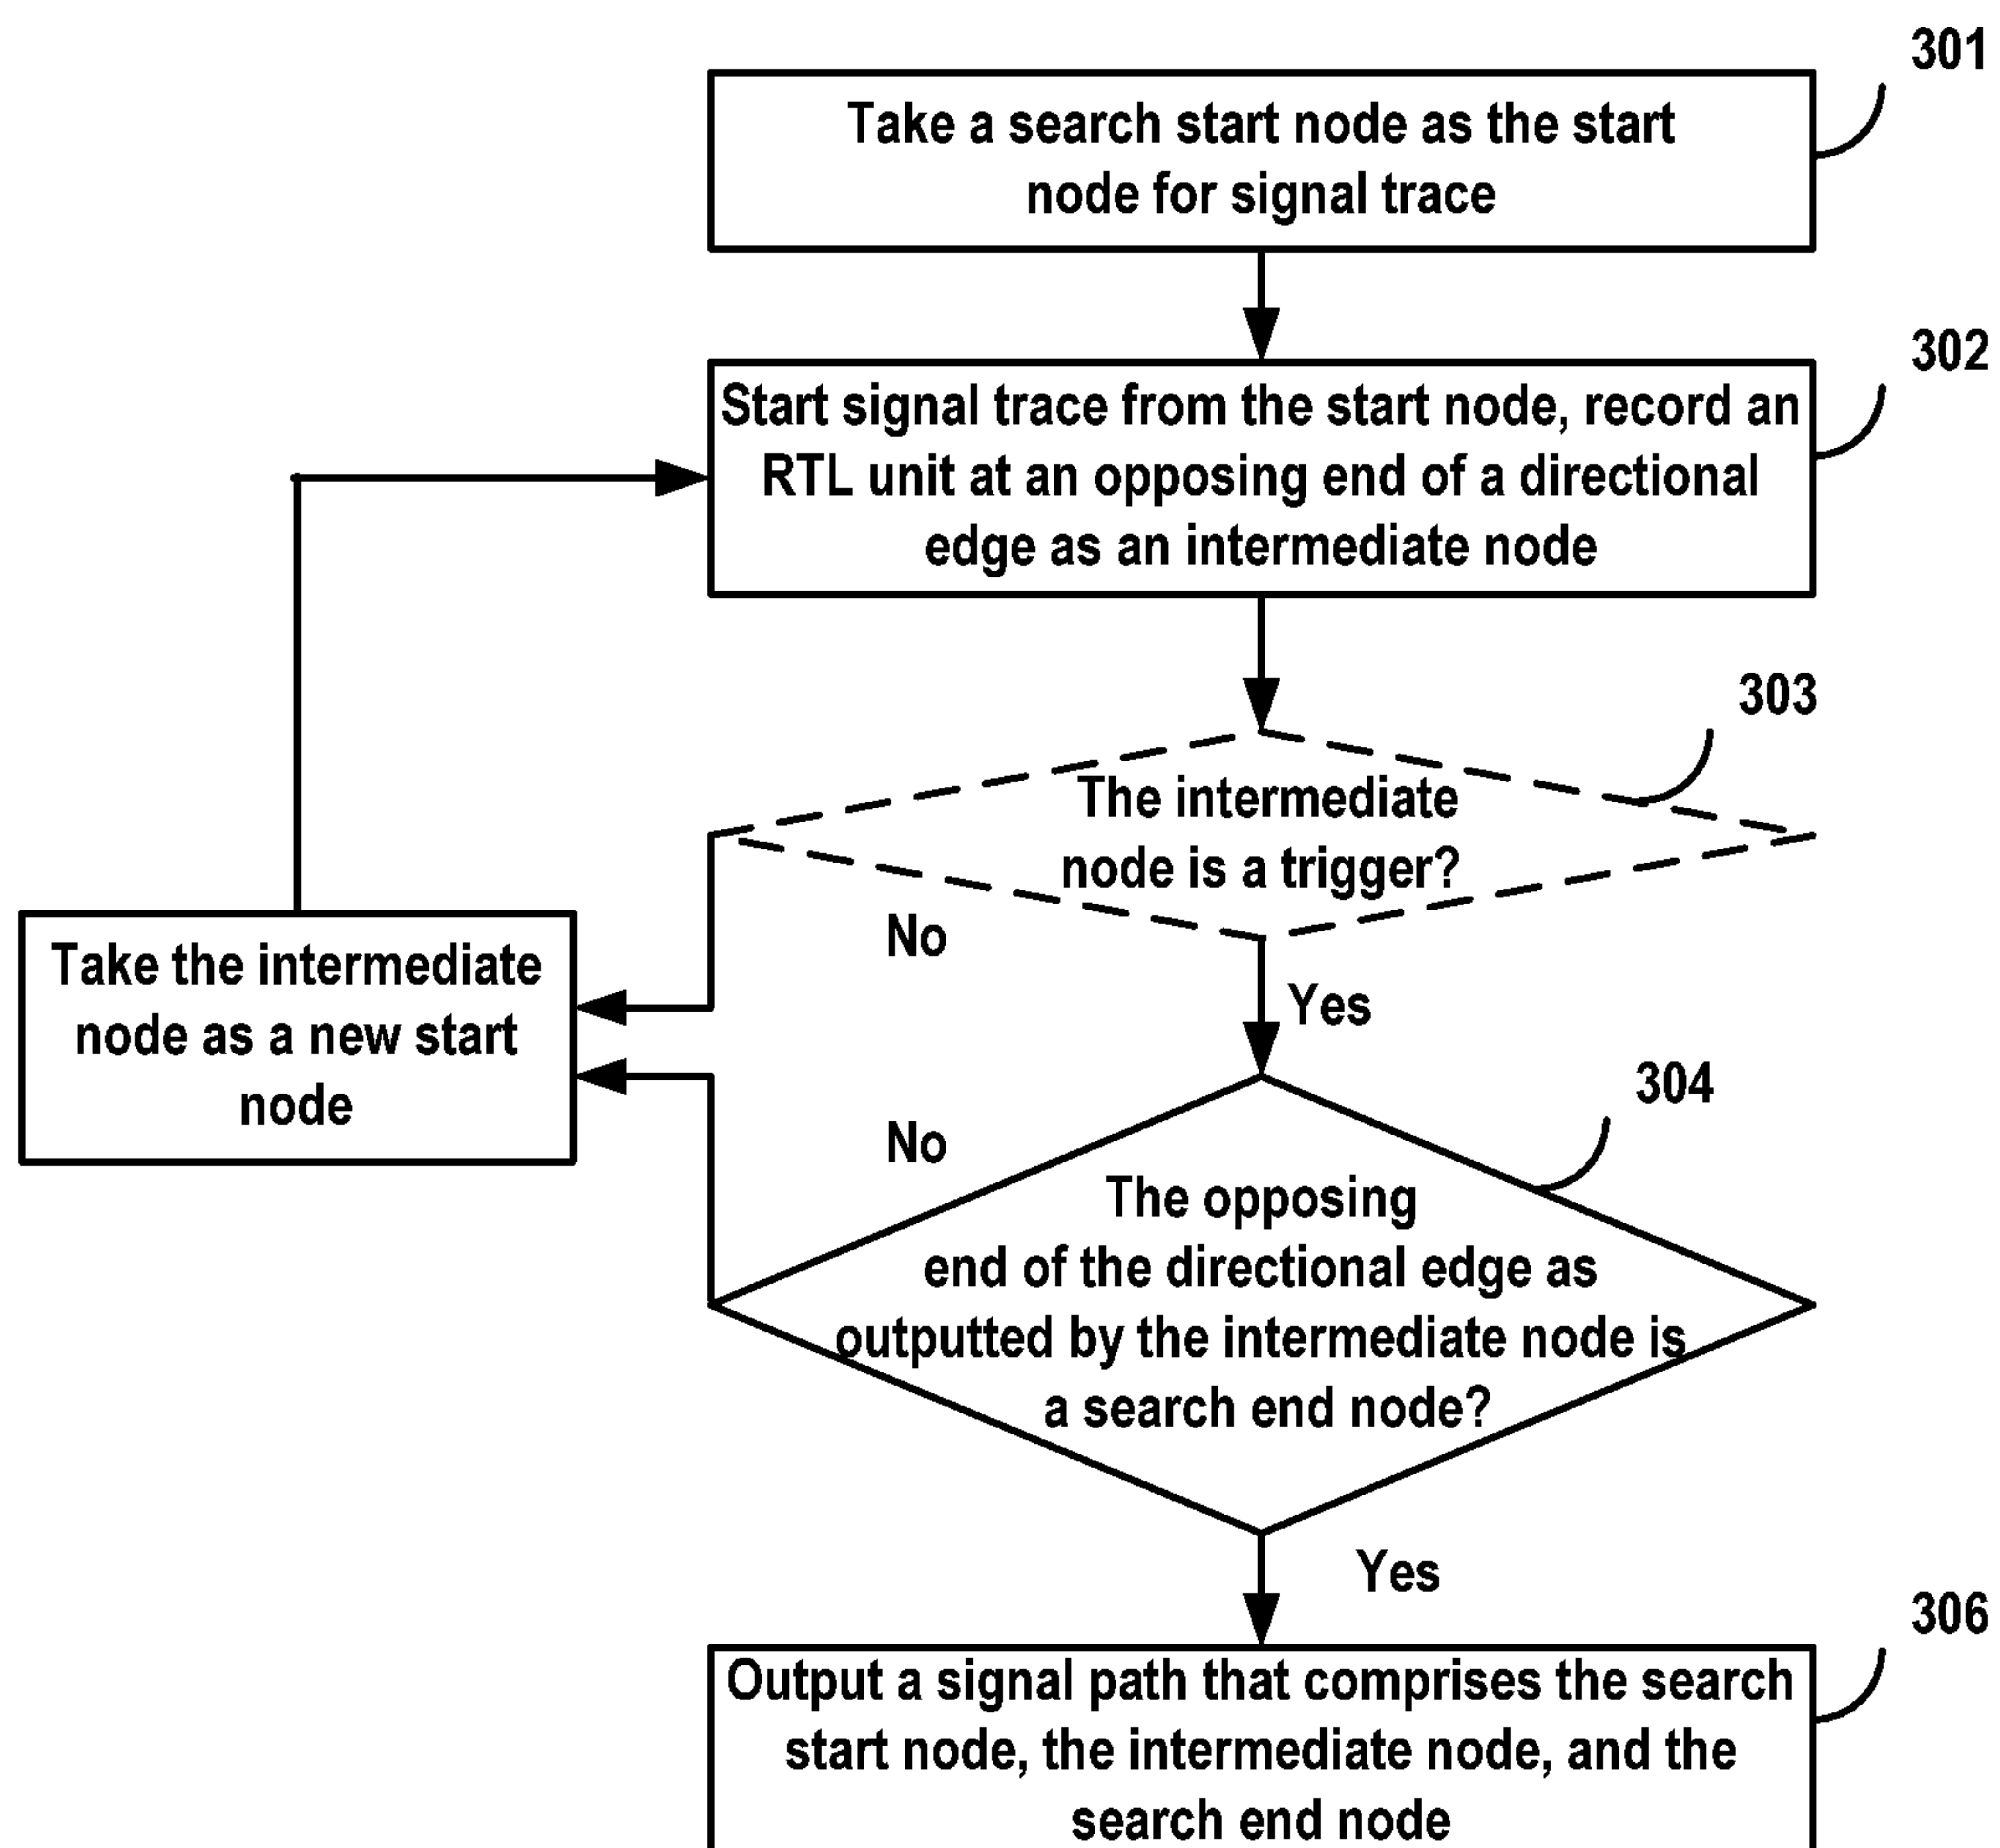 301
Take a search start node as the start
node for signal trace
302
Start signal trace from the start node, record an
RTL unit at an opposing end of a directional
edge as an intermediate node
303
The intermediate
node is a trigger?
No
Yes
Take the intermediate
node as a new start
node
304
No
The opposing
end of the directional edge as
outputted by the intermediate node is
a search end node?
Yes
306
Output a signal path that comprises the search
start node, the intermediate node, and the
search end node